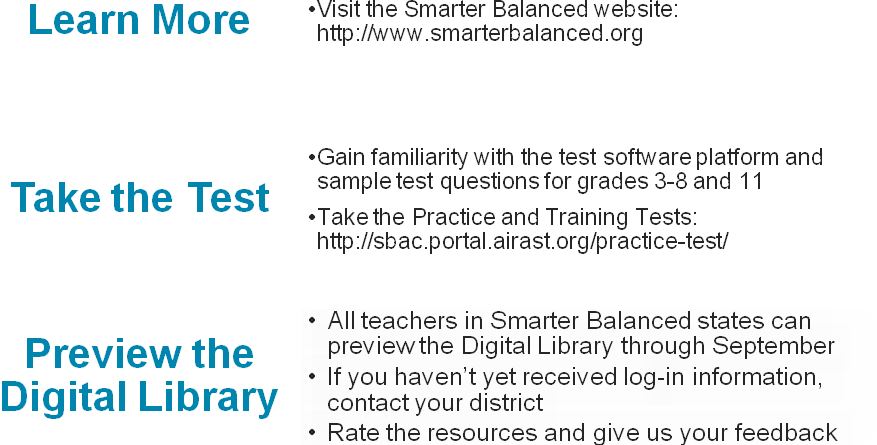 Learn More
•Visit the Smarter Balanced website:
http://www.smarterbalanced.org
Take the Test
•Gain familiarity with the test software platform and
sample test questions for grades 3-8 and 11
•Take the Practice and Training Tests:
http://sbac.portal.airast.org/practice-test/
Preview the
Digital Library
• All teachers in Smarter Balanced states can
preview the Digital Library through September
• If you haven’t yet received log-in information,
contact your district
• Rate the resources and give us your feedback